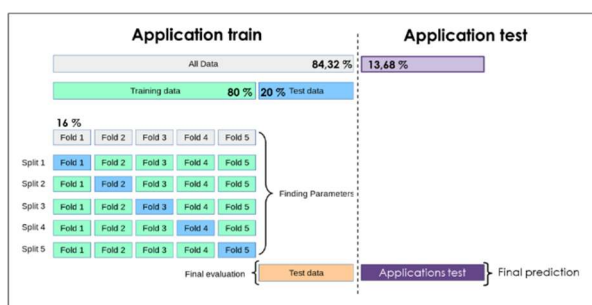 Application train
Application test
All Data
84,32 %
13,68 %
Training data
80 %
20 %
Test data
16 %
Fold 1 Fold 2 Fold 3 Fold 4 Fold 5
Split 1 Fold 1 Fold 2 Fold 3 Fold 4 Fold 5
Split 2 Fold 1 Fold 2 Fold 3 Fold 4 Fold 5
Split 3 Fold 1 Fold 2 Fold 3 Fold 4 Fold 5
Split 4 Fold 1 Fold 2 Fold 3 Fold 4 Fold 5
Split 5 Fold 1 Fold 2 Fold 3 Fold 4 Fold 5
Finding Parameters
Final evaluation
Test data
Applications test
Final prediction